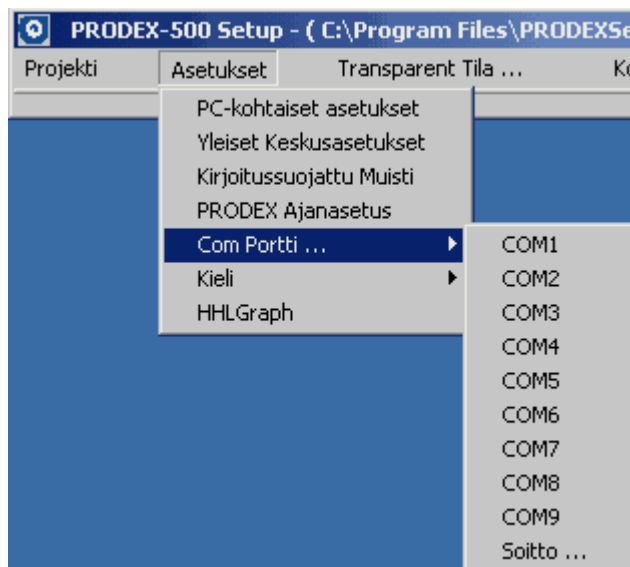 PRODEX-500 Setup - ( C:\Program Files\PRODEXSe
Projekti Asetukset Transparent Tila ... Ko
PC-kohtaiset asetukset
Yleiset Keskusasetukset
Kirjoitussuojattu Muisti
PRODEX Ajanasetus
Com Portti ...
Kieli
HHLGraph
COM1
COM2
COM3
COM4
COM5
COM6
COM7
COM8
COM9
Soitto ...